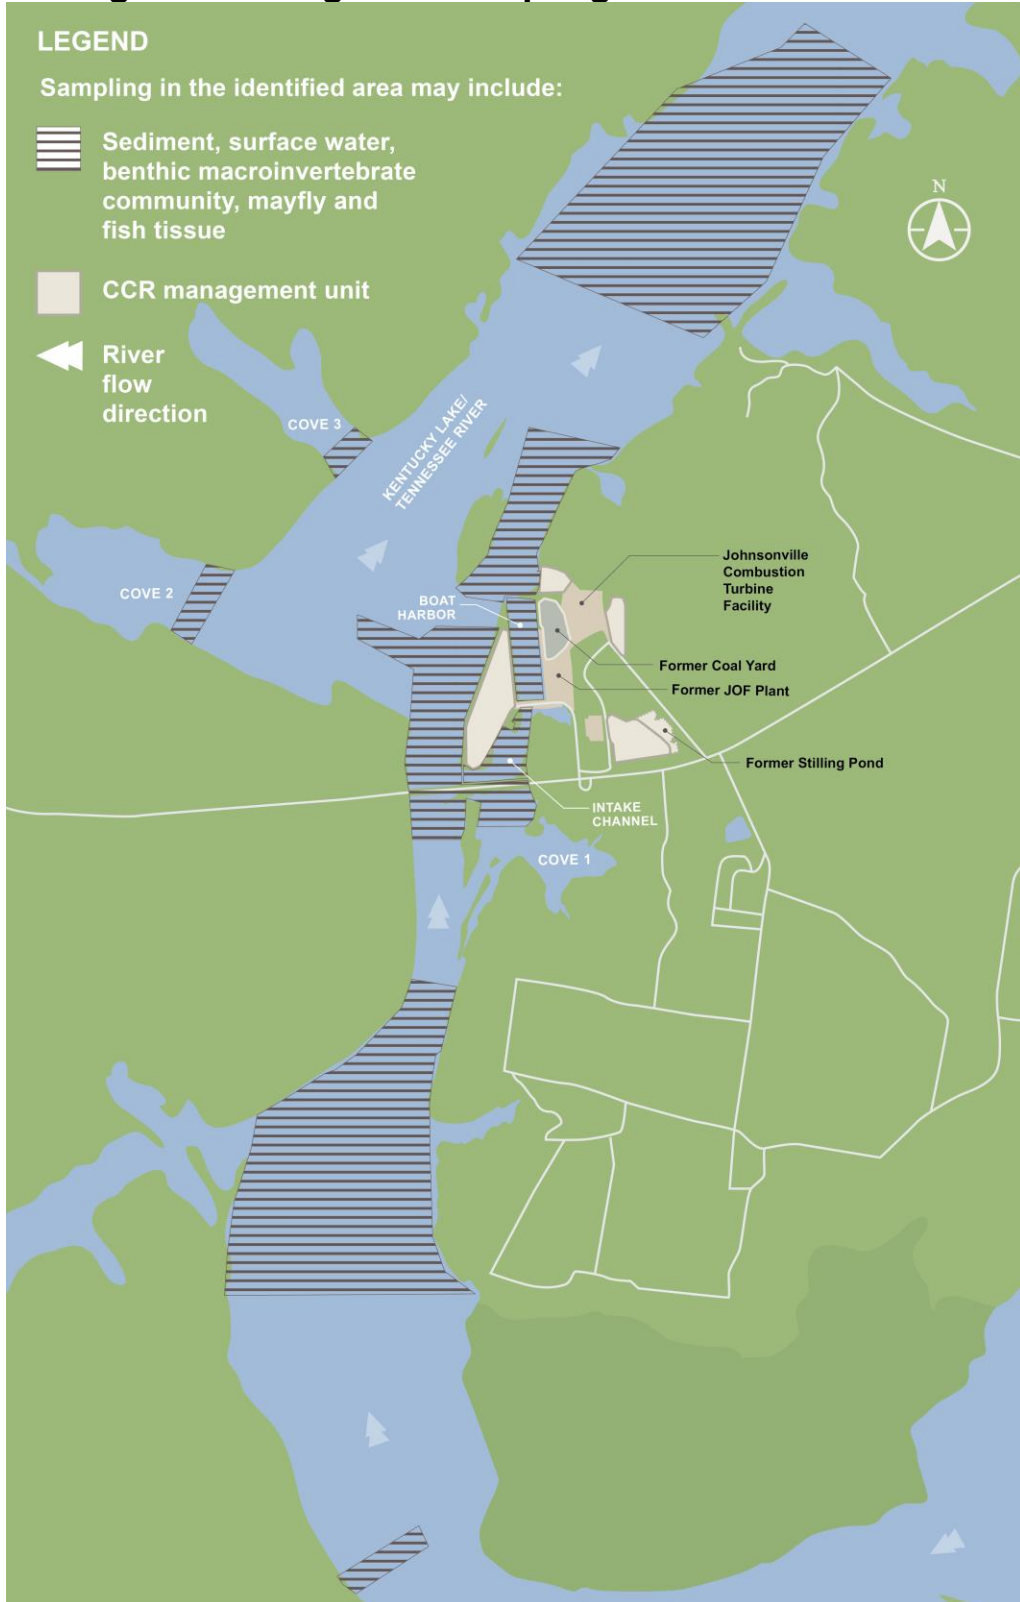 LEGEND
Sampling in the identified area may include:
Sediment, surface water,
benthic macroinvertebrate
community, mayfly and
fish tissue
CCR management unit
River
flow
direction
N
COVE 3
KENTUCKY LAKE/
TENNESSEE RIVER
COVE 2
BOAT
HARBOR
Johnsonville
Combustion
Turbine
Facility
Former Coal Yard
Former JOF Plant
Former Stilling Pond
INTAKE
CHANNEL
COVE 1